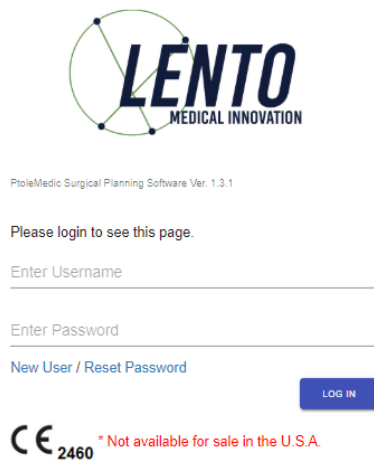 LENTO
MEDICAL INNOVATION
PtoleMedic Surgical Planning Software Ver. 1.3.1
Please login to see this page.
Enter Username
Enter Password
New User / Reset Password
LOG IN
CE 2460 * Not available for sale in the U.S.A.